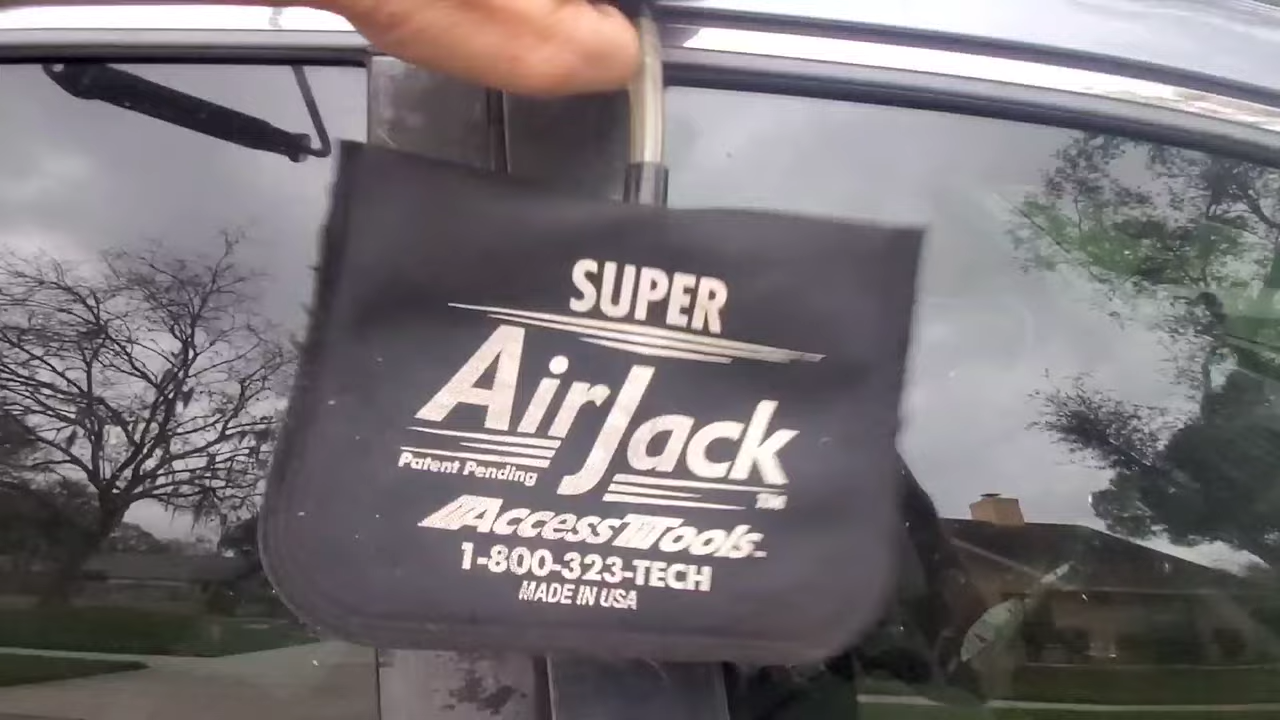 SUPER
AirJack
Patent Pending
TM
AccessTools
1-800-323-TECH
MADE IN USA